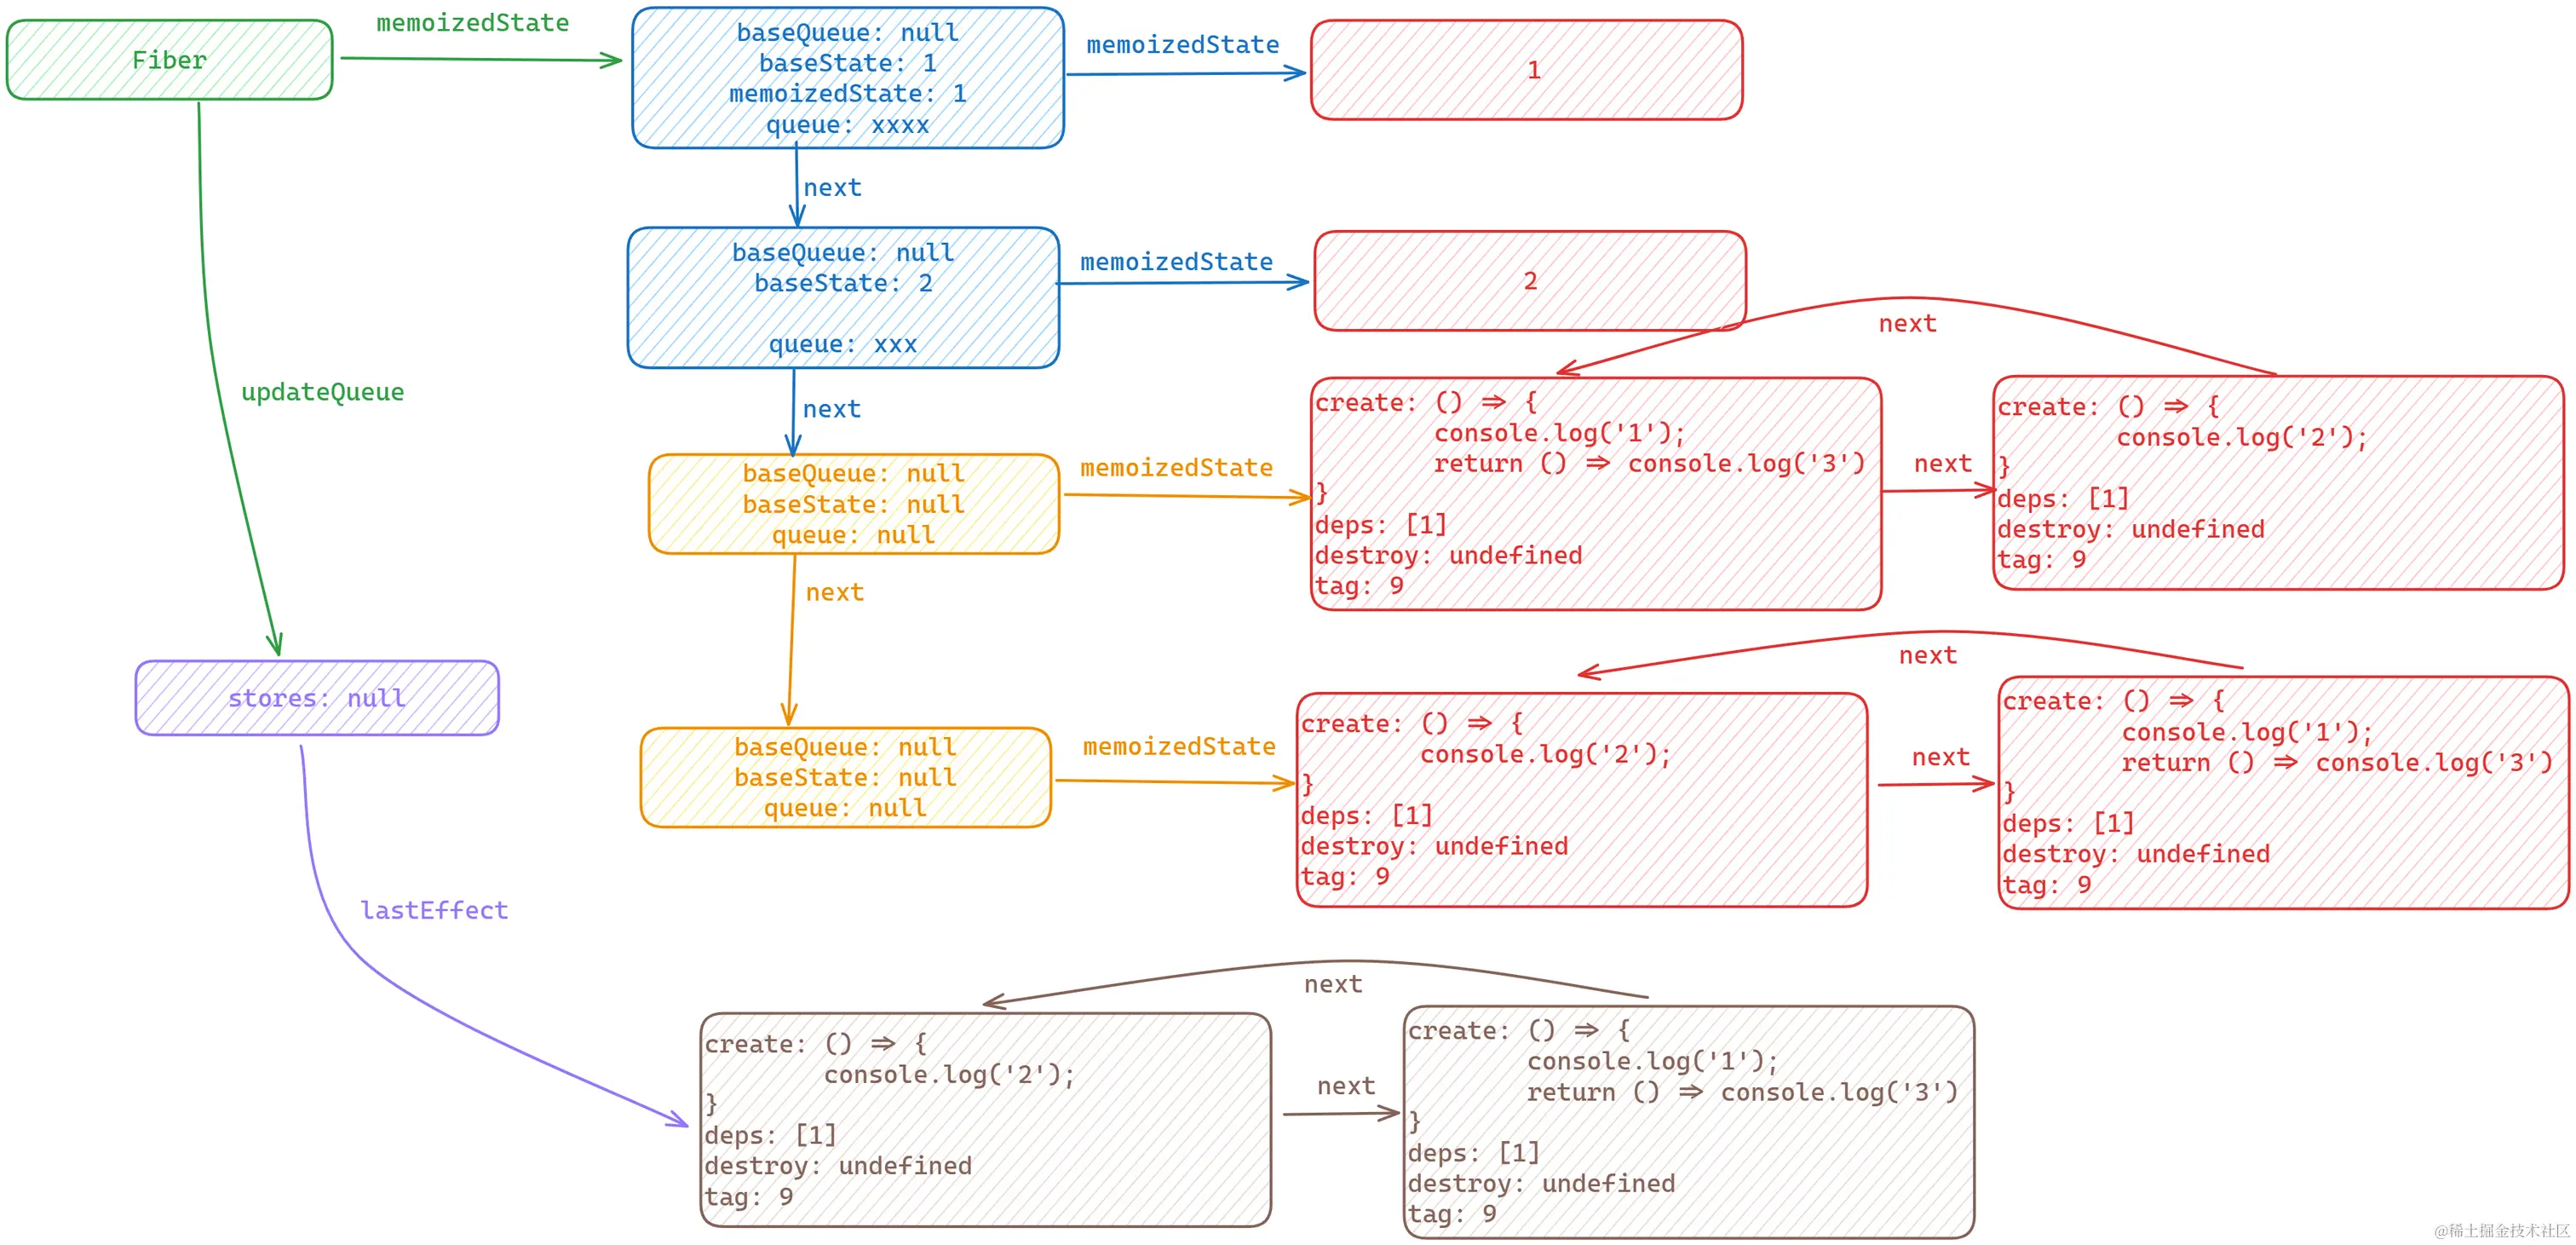 Fiber
memoizedState
baseQueue: null
baseState: 1
memoizedState: 1
queue: xxxx
memoizedState
1
next
baseQueue: null
baseState: 2
queue: xxx
memoizedState
2
next
updateQueue
next
baseQueue: null
baseState: null
queue: null
memoizedState
create: () => {
console.log('1');
return () => console.log('3')
}
deps: [1]
destroy: undefined
tag: 9
next
create: () => {
console.log('2');
}
deps: [1]
destroy: undefined
tag: 9
next
stores: null
baseQueue: null
baseState: null
queue: null
memoizedState
next
create: () => {
console.log('2');
}
deps: [1]
destroy: undefined
tag: 9
next
create: () => {
console.log('1');
return () => console.log('3')
}
deps: [1]
destroy: undefined
tag: 9
lastEffect
next
create: () => {
console.log('2');
}
deps: [1]
destroy: undefined
tag: 9
next
create: () => {
console.log('1');
return () => console.log('3')
}
deps: [1]
destroy: undefined
tag: 9
@稀土掘金技术社区